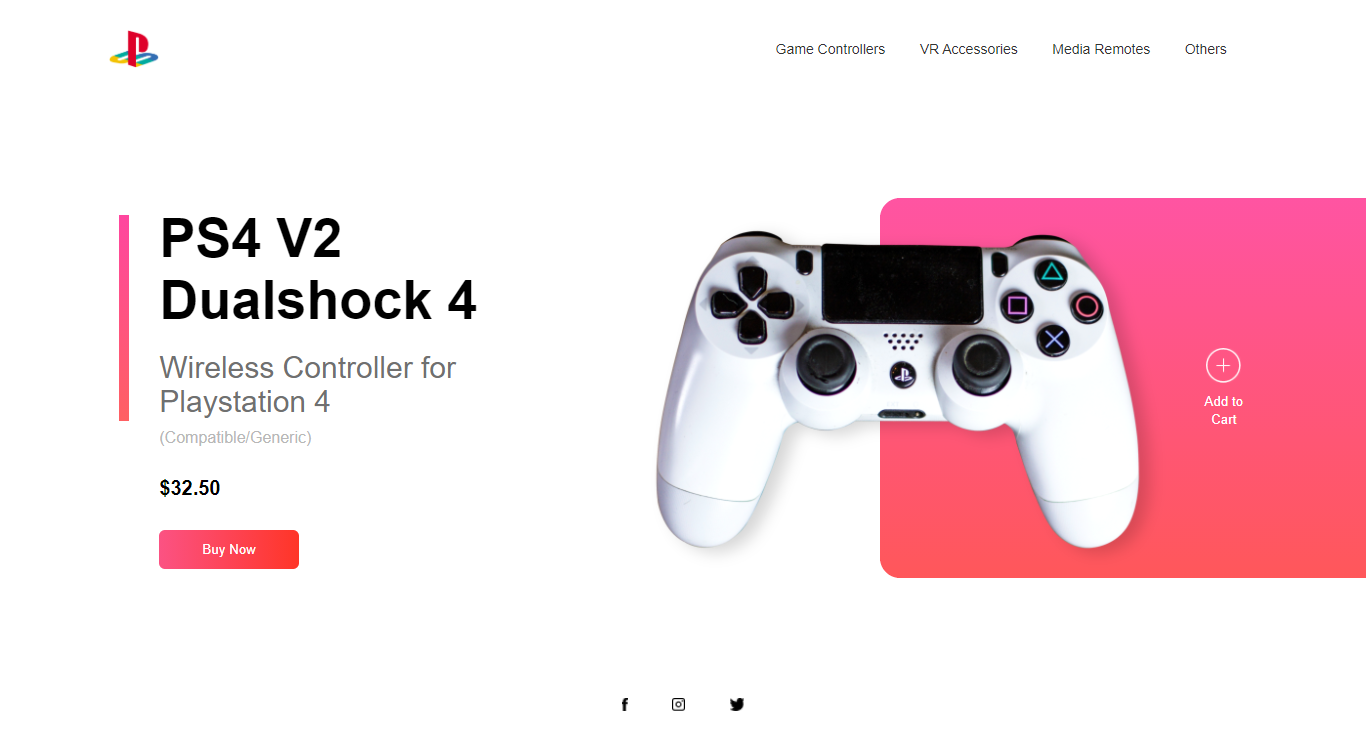 Game Controllers VR Accessories Media Remotes Others
PS4 V2
Dualshock 4
Wireless Controller for
Playstation 4
(Compatible/Generic)
$32.50
Buy Now
Add to
Cart